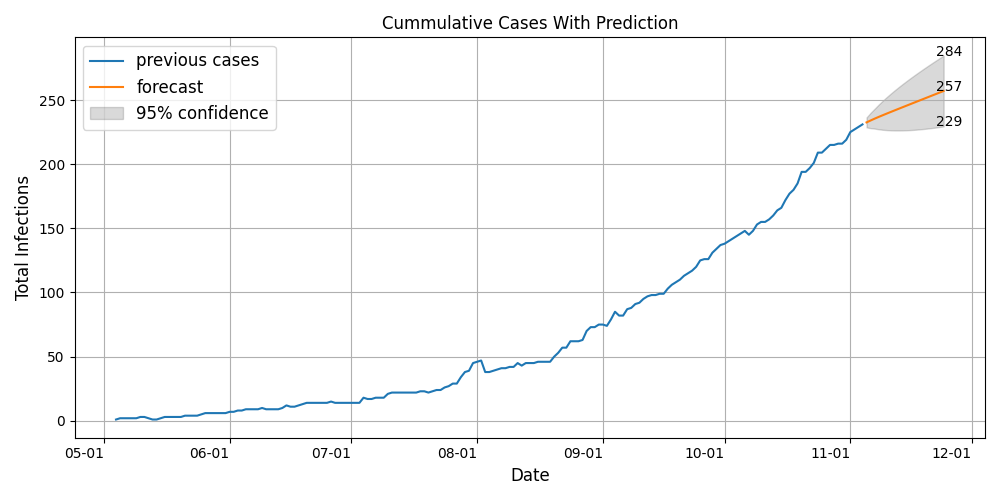 Cummulative Cases With Prediction
previous cases
forecast
95% confidence
284
257
229
250
200
150
100
50
0
Total Infections
05-01 06-01 07-01 08-01 09-01 10-01 11-01 12-01
Date